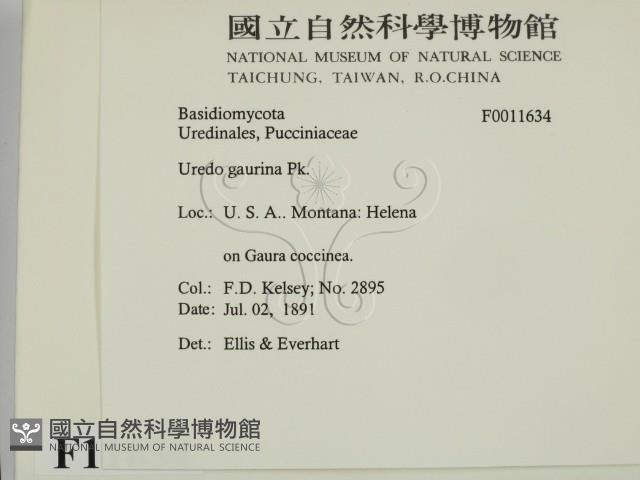 國立自然科學博物館
NATIONAL MUSEUM OF NATURAL SCIENCE
TAICHUNG, TAIWAN, R.O.CHINA
Basidiomycota F0011634
Uredinales, Pucciniaceae
Uredo gaurina Pk.
Loc.: U. S. A.. Montana: Helena
on Gaura coccinea.
Col.: F.D. Kelsey; No. 2895
Date: Jul. 02, 1891
Det.: Ellis & Everhart
國立自然科學博物館
NATIONAL MUSEUM OF NATURAL SCIENCE
F1